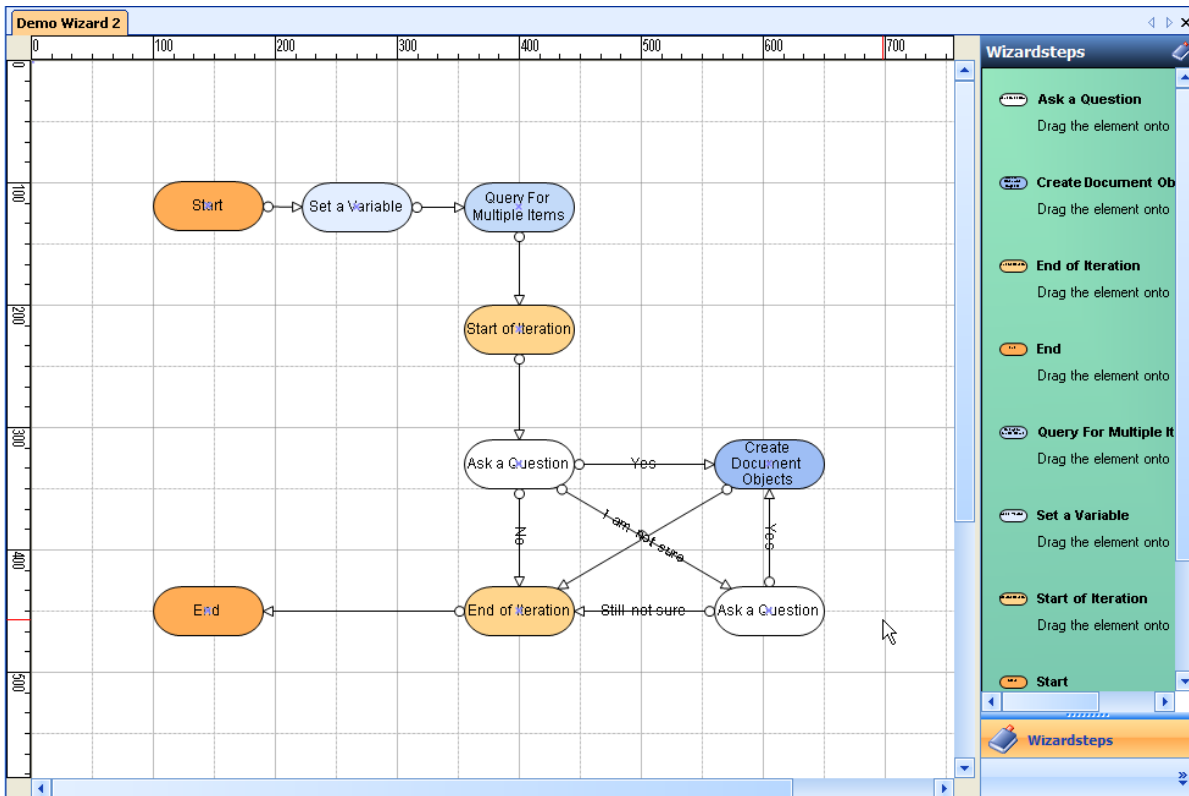 Demo Wizard 2
0 100 200 300 400 500 600 700
0
100
200
300
400
500
Start
Set a Variable
Query For
Multiple Items
Start of Iteration
Ask a Question
Yes
Create
Document
Objects
No
I am not sure
Yes
End
End of Iteration
Still not sure
Ask a Question
Wizardsteps
Ask a Question
Drag the element onto
Create Document Ob
Drag the element onto
End of Iteration
Drag the element onto
End
Drag the element onto
Query For Multiple It
Drag the element onto
Set a Variable
Drag the element onto
Start of Iteration
Drag the element onto
Start
Wizardsteps